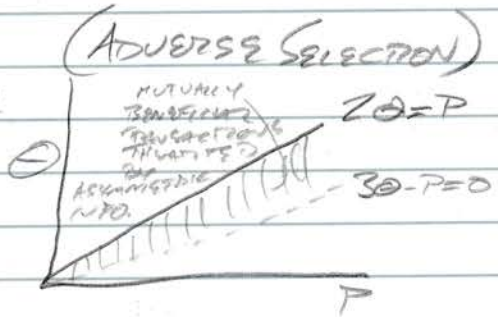 (ADVERSE SELECTION)
MUTUALLY
BENEFICIAL
TRANSACTIONS
THWARTED
BY
ASYMMETRIC
INFO.
2θ=P
3θ-P=0
θ
P